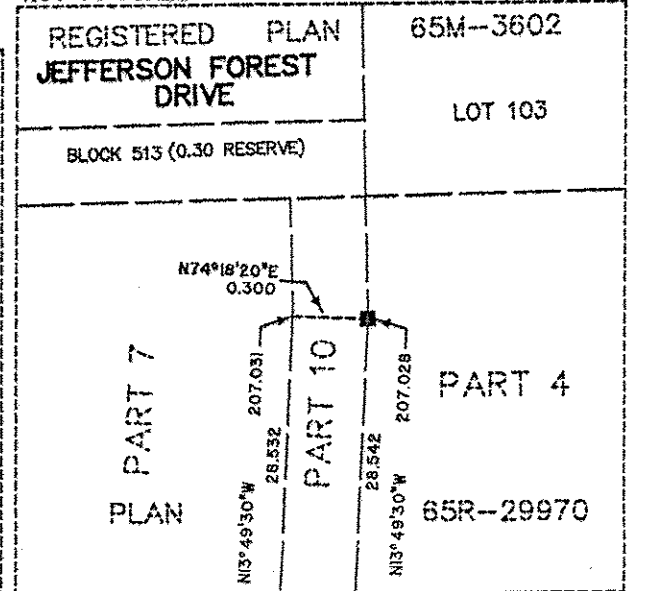 REGISTERED PLAN 65M-3602
JEFFERSON FOREST
DRIVE
LOT 103
BLOCK 513 (0.30 RESERVE)
N74°18'20"E
0.300
PART 7
207.031
28.532
N13°49'30"W
PART 10
207.028
28.542
N13°49'30"W
PART 4
PLAN 65R-29970